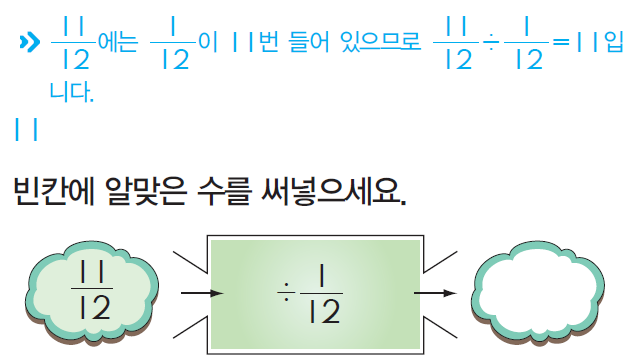 » 11/12에는 1/12이 11번 들어 있으므로 11/12÷1/12=11입
니다.
11
빈칸에 알맞은 수를 써넣으세요.
11/12 ÷1/12